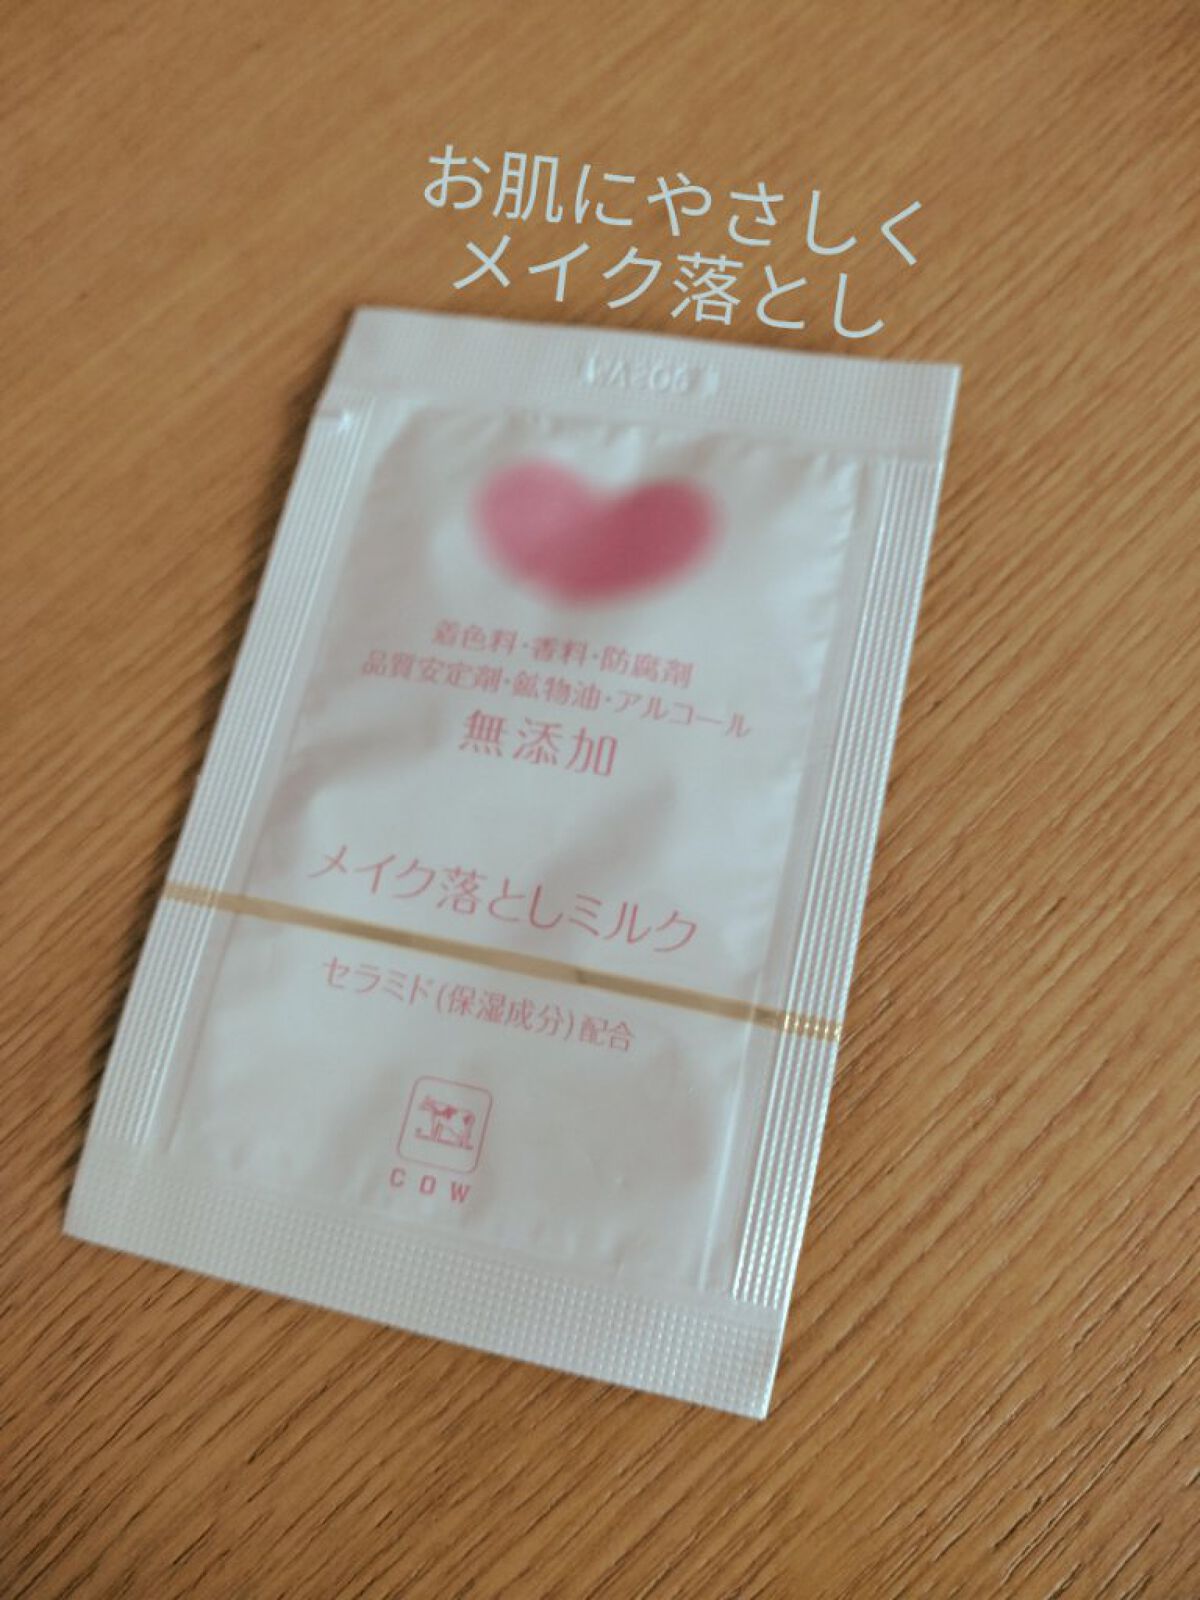 お肌にやさしく
メイク落とし
着色料・香料・防腐剤
品質安定剤・鉱物油・アルコール
無添加
メイク落としミルク
セラミド(保湿成分)配合
COW